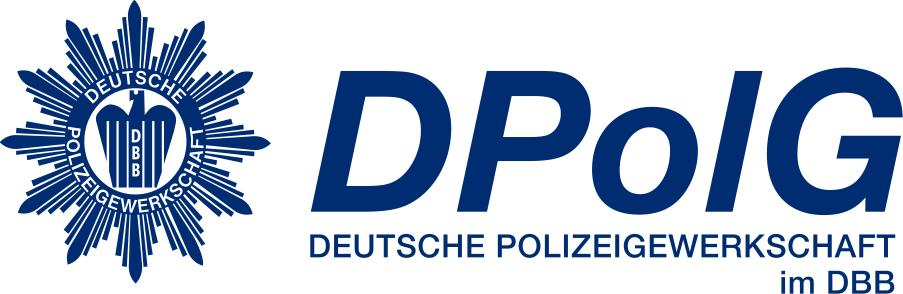 DEUTSCHE
POLIZEIGEWERKSCHAFT
DBB
DPolG
DEUTSCHE POLIZEIGEWERKSCHAFT
im DBB